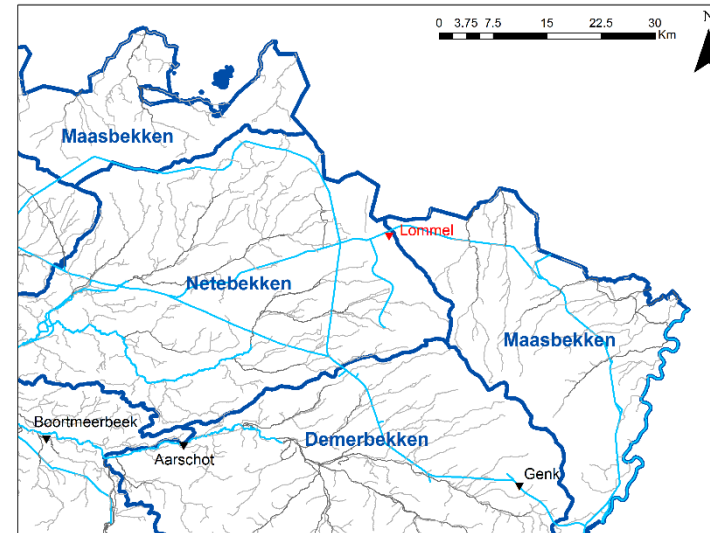 N
0 3.75 7.5 15 22.5 30
Km
Maasbekken
Lommel
Netebekken
Maasbekken
Boortmeerbeek
Demerbekken
Aarschot
Genk